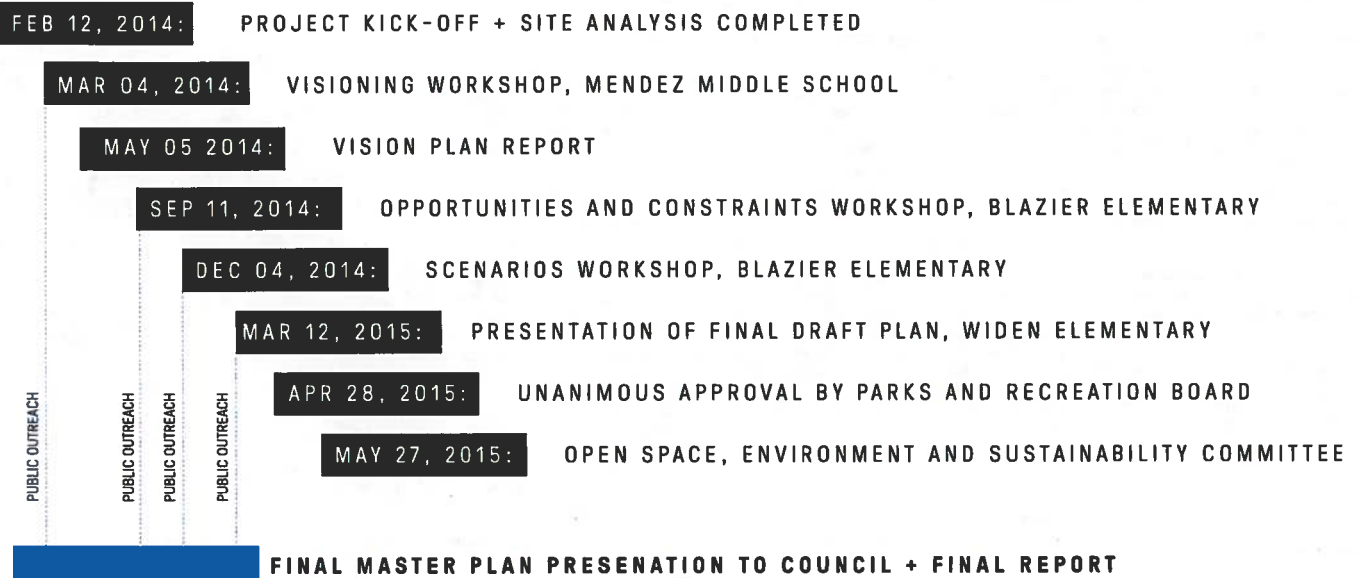 FEB 12, 2014: PROJECT KICK-OFF + SITE ANALYSIS COMPLETED
MAR 04, 2014: VISIONING WORKSHOP, MENDEZ MIDDLE SCHOOL
MAY 05 2014: VISION PLAN REPORT
SEP 11, 2014: OPPORTUNITIES AND CONSTRAINTS WORKSHOP, BLAZIER ELEMENTARY
DEC 04, 2014: SCENARIOS WORKSHOP, BLAZIER ELEMENTARY
MAR 12, 2015: PRESENTATION OF FINAL DRAFT PLAN, WIDEN ELEMENTARY
APR 28, 2015: UNANIMOUS APPROVAL BY PARKS AND RECREATION BOARD
MAY 27, 2015: OPEN SPACE, ENVIRONMENT AND SUSTAINABILITY COMMITTEE
PUBLIC OUTREACH
PUBLIC OUTREACH
PUBLIC OUTREACH
PUBLIC OUTREACH
FINAL MASTER PLAN PRESENATION TO COUNCIL + FINAL REPORT